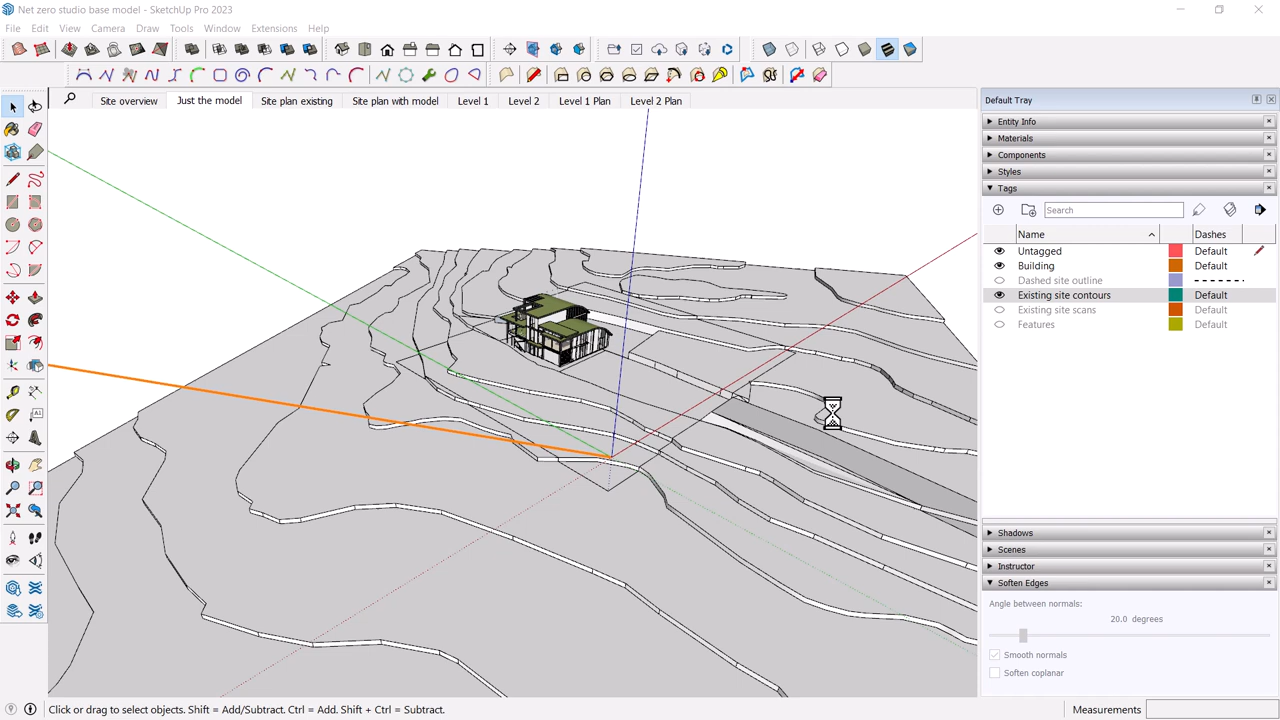 Net zero studio base model - SketchUp Pro 2023
File Edit View Camera Draw Tools Window Extensions Help
Site overview Just the model Site plan existing Site plan with model Level 1 Level 2 Level 1 Plan Level 2 Plan
Default Tray
Entity Info
Materials
Components
Styles
Tags
Search
Name Dashes
Untagged Default
Building Default
Dashed site outline
Existing site contours Default
Existing site scans Default
Features Default
Shadows
Scenes
Instructor
Soften Edges
Angle between normals:
20.0 degrees
Smooth normals
Soften coplanar
Click or drag to select objects. Shift = Add/Subtract. Ctrl = Add. Shift + Ctrl = Subtract.
Measurements